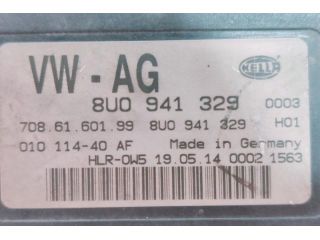 HELLA
VW - AG
8U0 941 329 0003
708.61.601.99 8U0 941 329 H01
010 114-40 AF Made in Germany
HLR-0W5 19.05.14 0002 1563